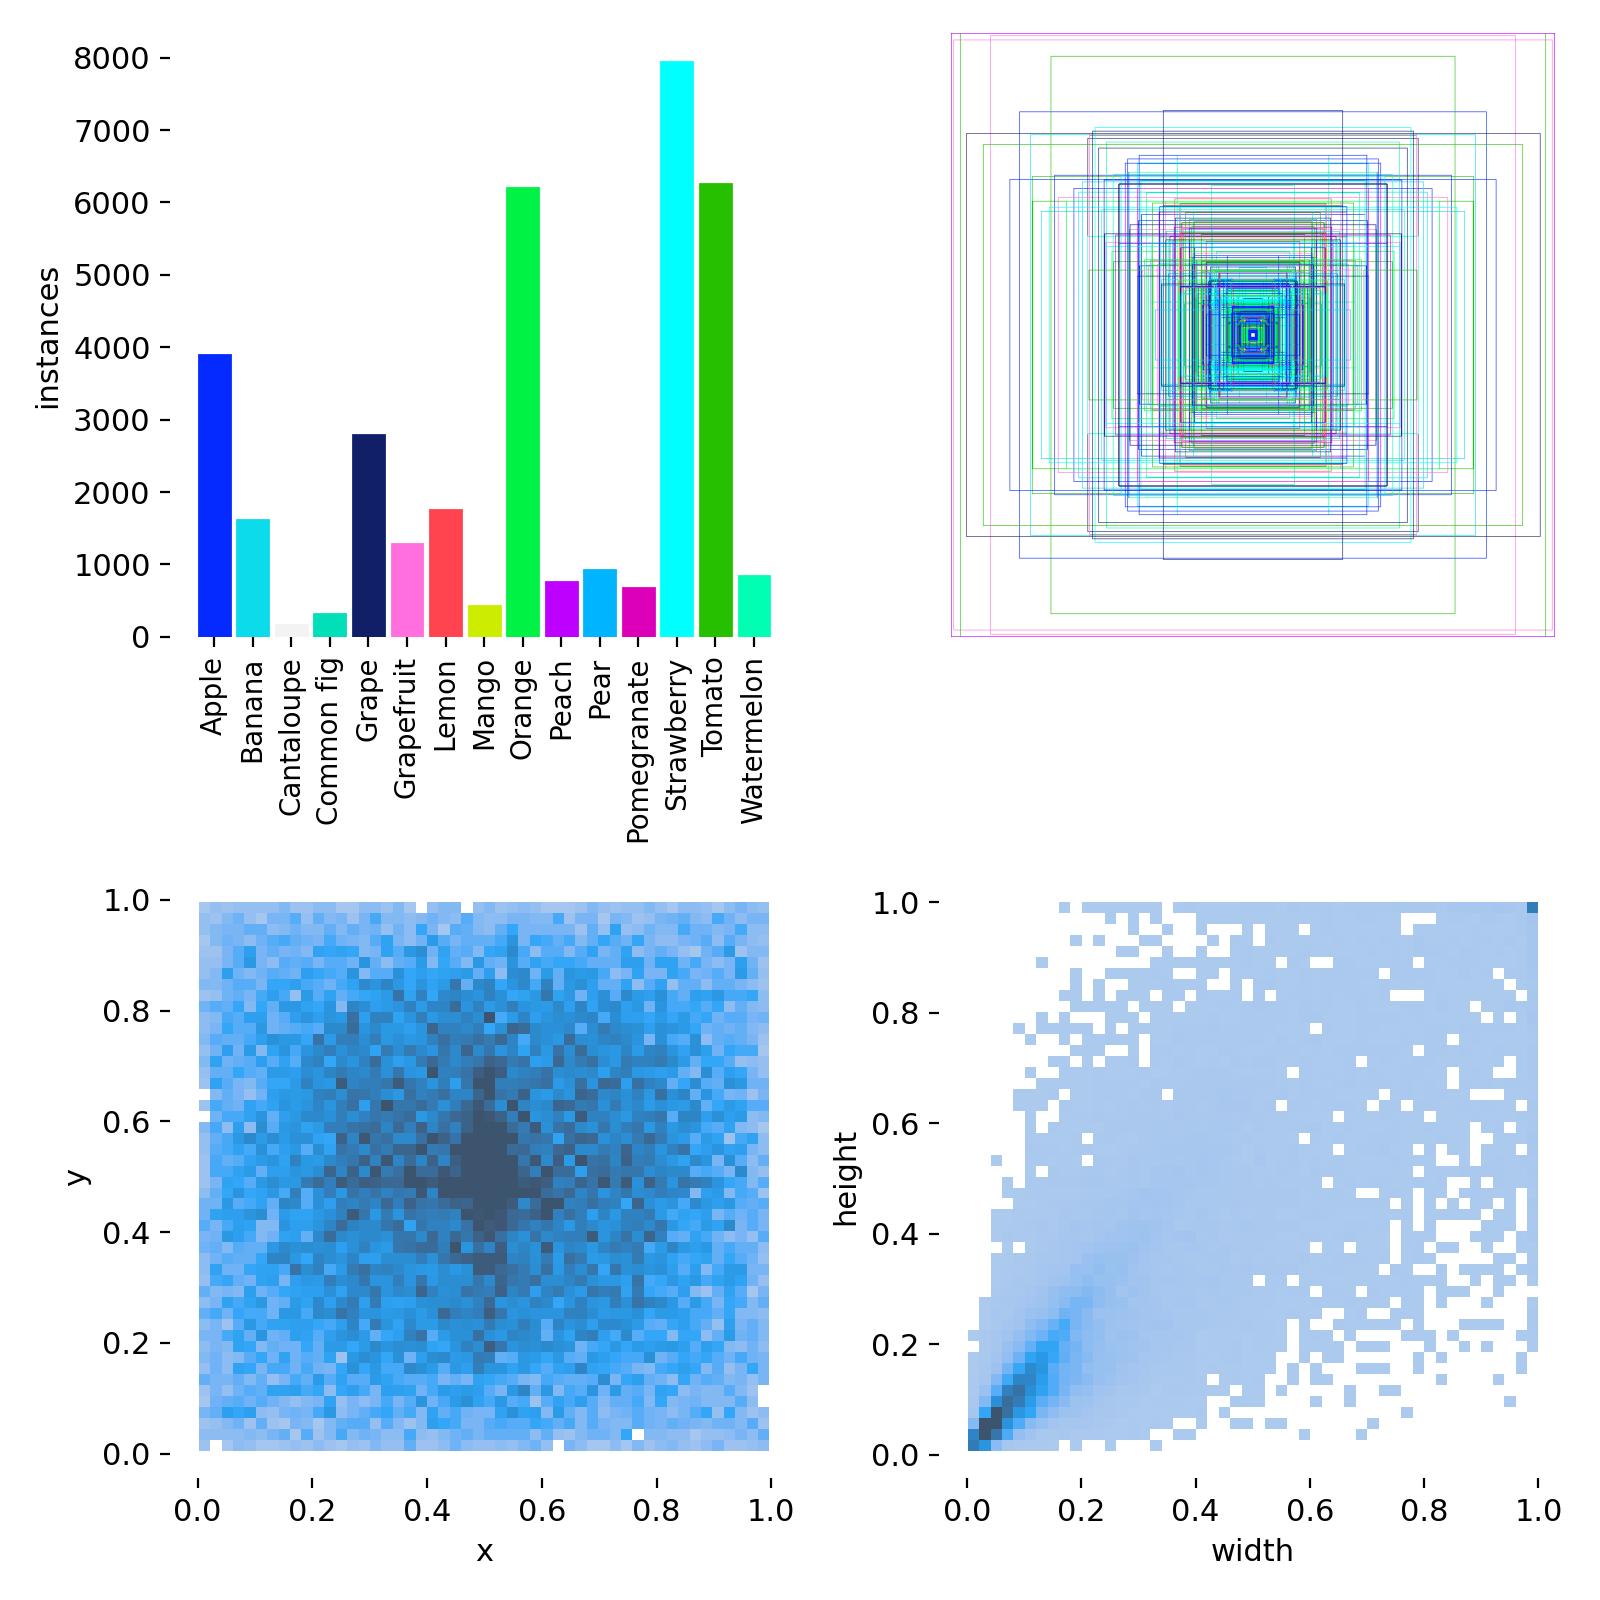 8000
7000
6000
5000
4000
3000
2000
1000
0
instances
Apple
Banana
Cantaloupe
Common fig
Grape
Grapefruit
Lemon
Mango
Orange
Peach
Pear
Pomegranate
Strawberry
Tomato
Watermelon
1.0
0.8
0.6
0.4
0.2
0.0
y
0.0 0.2 0.4 0.6 0.8 1.0
x
1.0
0.8
0.6
0.4
0.2
0.0
height
0.0 0.2 0.4 0.6 0.8 1.0
width